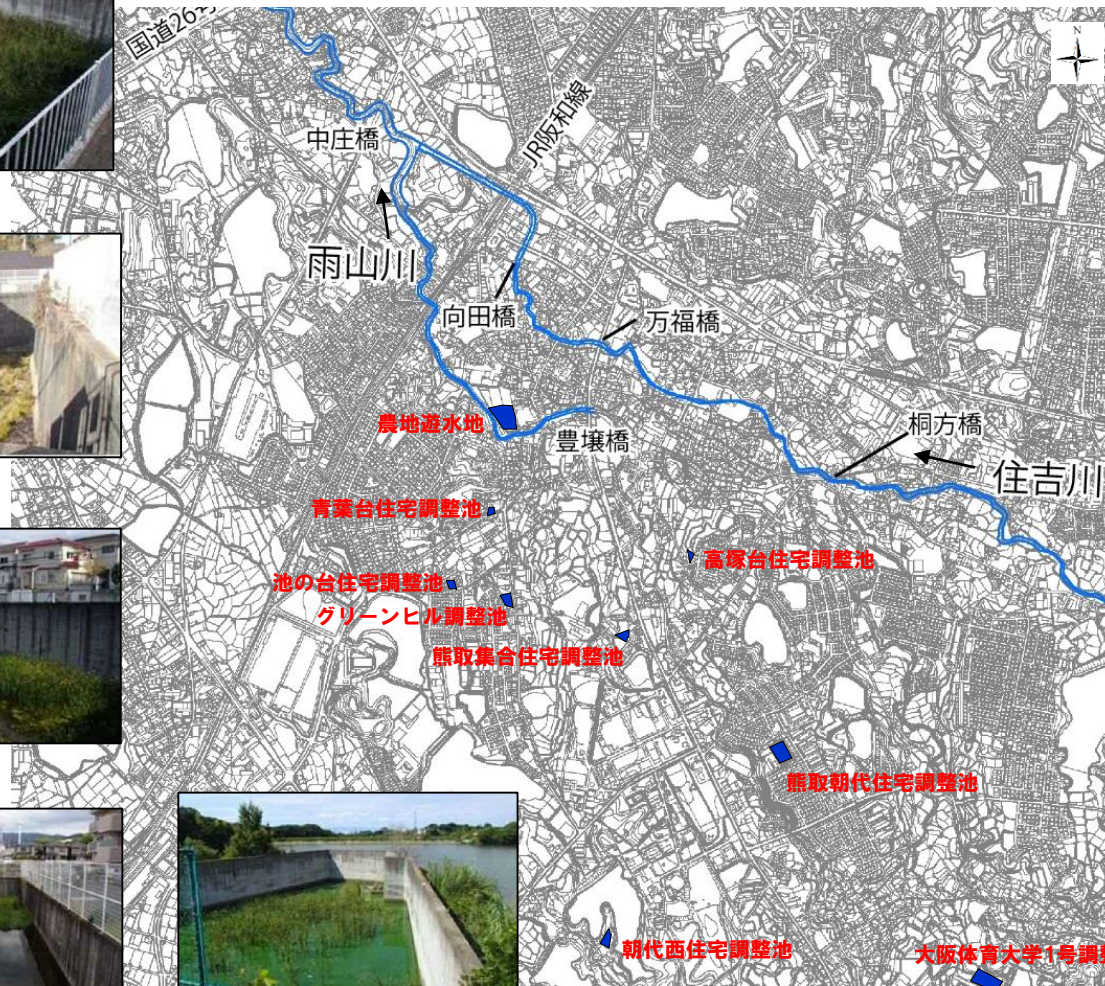 国道26号
N
JR阪和線
中庄橋
雨山川
向田橋
万福橋
農地遊水地
豊壌橋
桐方橋
住吉川
青葉台住宅調整池
高塚台住宅調整池
池の台住宅調整池
グリーンヒル調整池
熊取集合住宅調整池
熊取朝代住宅調整池
朝代西住宅調整池
大阪体育大学1号調整